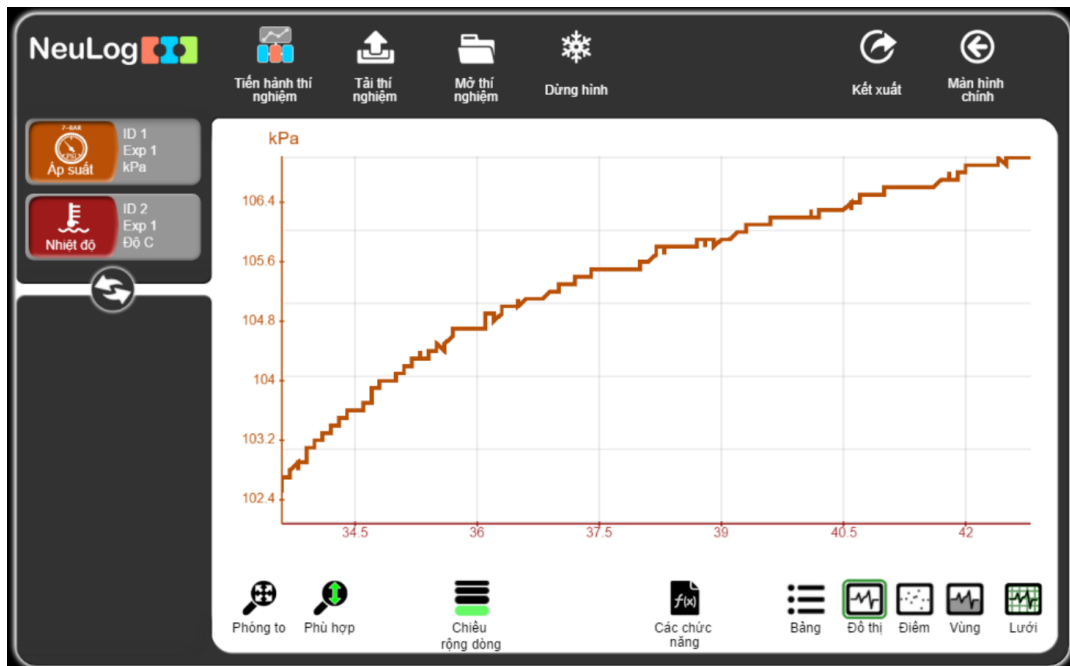 NeuLog
Tiến hành thí
nghiệm
Tải thí
nghiệm
Mở thí
nghiệm
Dừng hình
Kết xuất
Màn hình
chính
7-BAR
Áp suất
ID 1
Exp 1
kPa
Nhiệt độ
ID 2
Exp 1
Độ C
kPa
106.4
105.6
104.8
104
103.2
102.4
34.5
36
37.5
39
40.5
42
Phóng to
Phù hợp
Chiều
rộng dòng
f(x)
Các chức
năng
Bảng
Đồ thị
Điểm
Vùng
Lưới